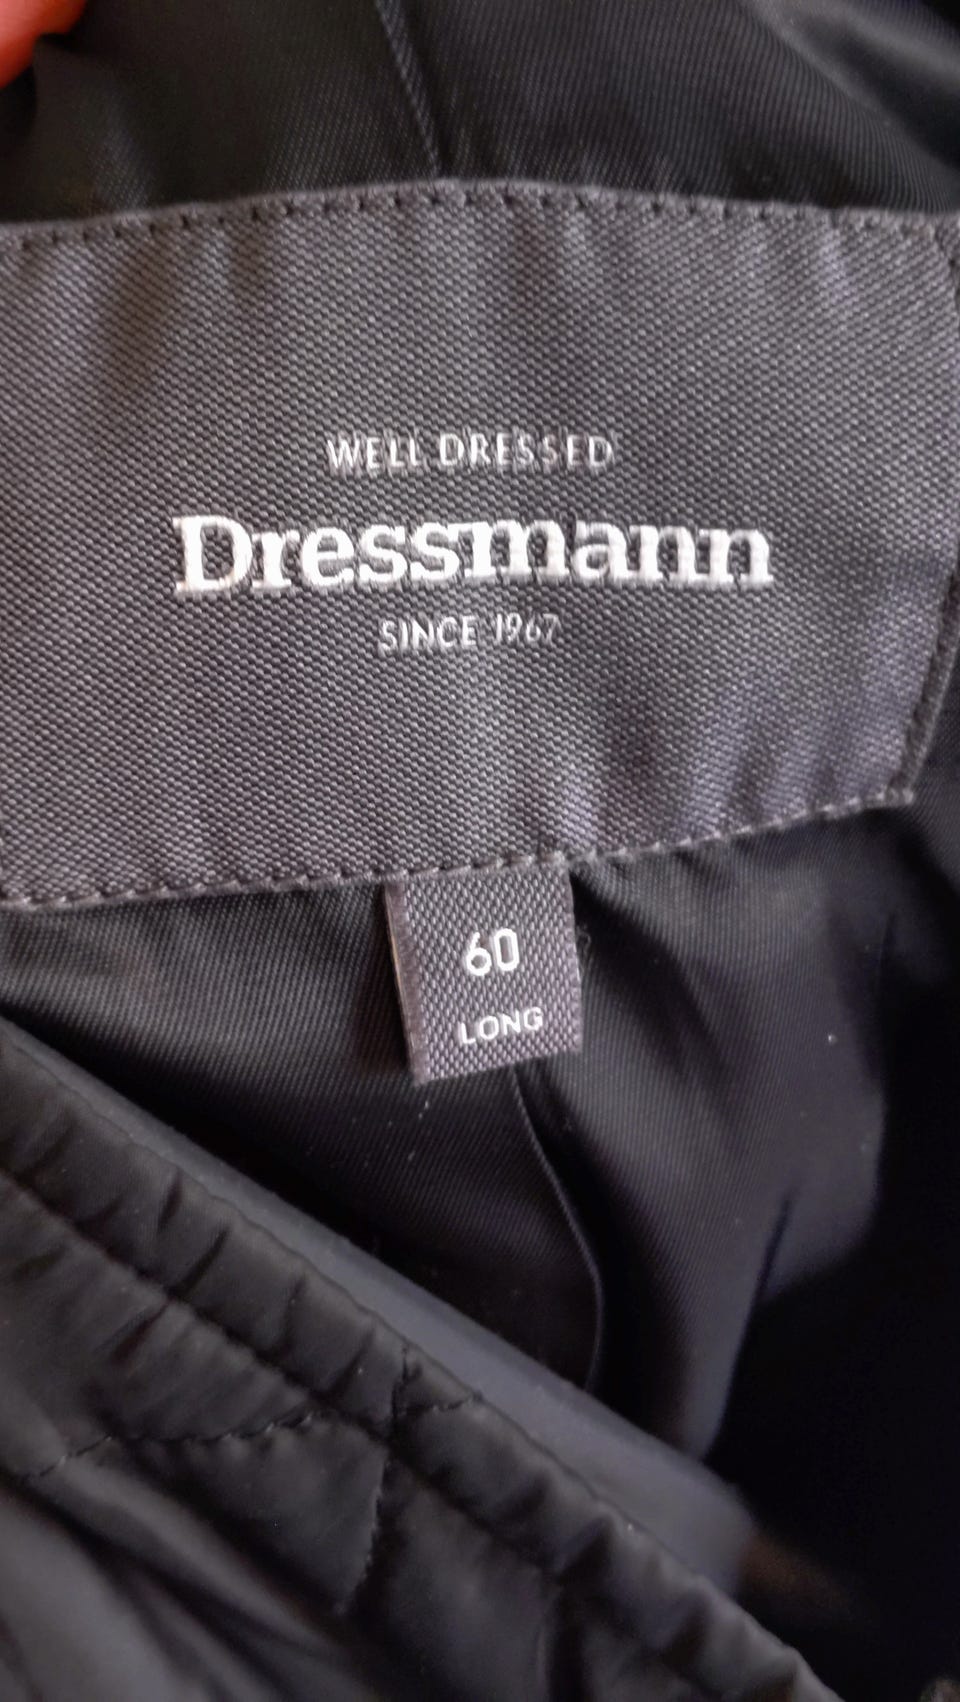 WELL DRESSED
Dressmann
SINCE 1967
60
LONG